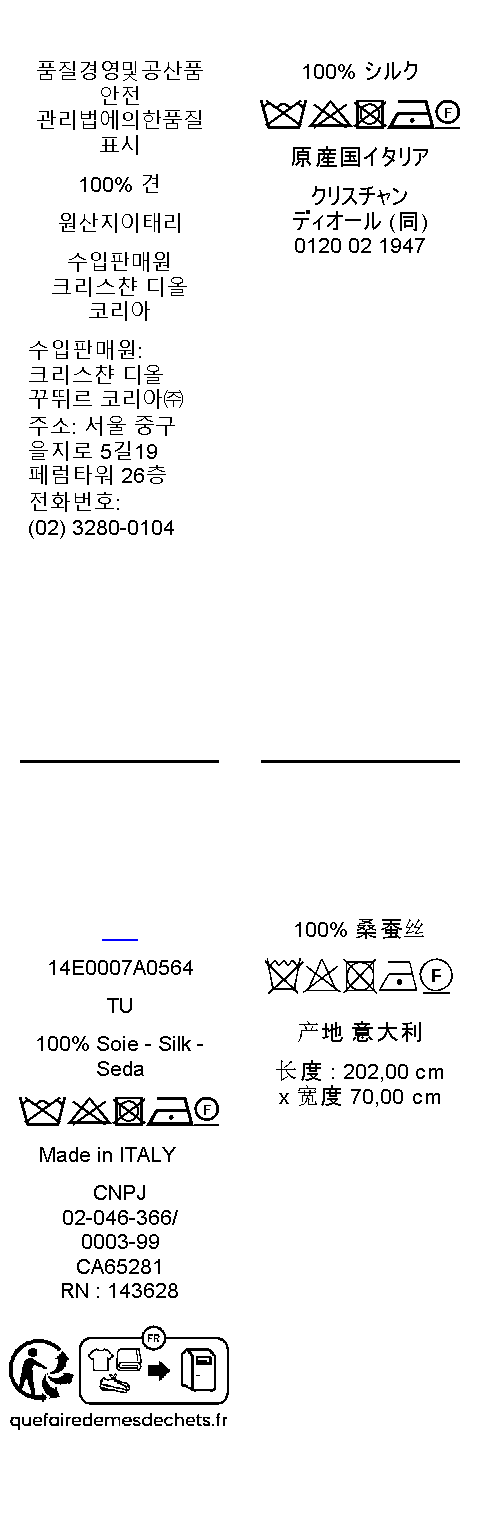 품질경영및공산품
안전
관리법에의한품질
표시
100% 견
원산지이태리
수입판매원
크리스챤 디올
코리아
수입판매원:
크리스챤 디올
꾸뛰르 코리아㈜
주소: 서울 중구
을지로 5길19
페럼타워 26층
전화번호:
(02) 3280-0104
100% シルク
F
原産国イタリア
クリスチャン
ディオール (同)
0120 02 1947
14E0007A0564
TU
100% Soie - Silk -
Seda
F
Made in ITALY
CNPJ
02-046-366/
0003-99
CA65281
RN : 143628
FR
quefairedemesdechets.fr
100% 桑蚕丝
F
产地 意大利
长度 : 202,00 cm
x 宽度 70,00 cm